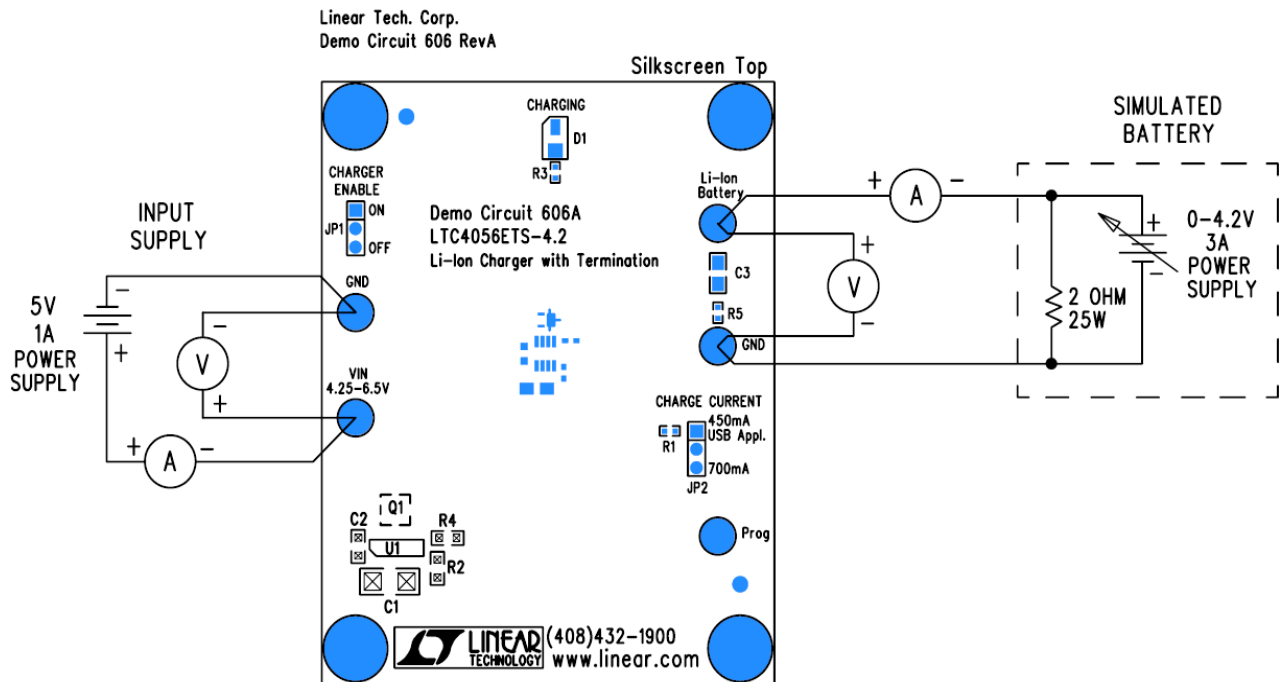 Linear Tech. Corp.
Demo Circuit 606 RevA
Silkscreen Top
CHARGING
D1
R3
CHARGER
ENABLE
ON
JP1
OFF
Demo Circuit 606A
LTC4056ETS-4.2
Li-Ion Charger with Termination
Li-Ion
Battery
C3
R5
GND
INPUT
SUPPLY
GND
5V
1A
POWER
SUPPLY
-
+
-
V
+
VIN
4.25-6.5V
+
A
-
+
A
-
+
V
-
SIMULATED
BATTERY
+
-
0-4.2V
3A
POWER
SUPPLY
2 OHM
25W
CHARGE CURRENT
450mA
USB Appl.
R1
700mA
JP2
Prog
Q1
C2
R4
U1
R2
C1
LT
LINEAR
TECHNOLOGY
(408)432-1900
www.linear.com